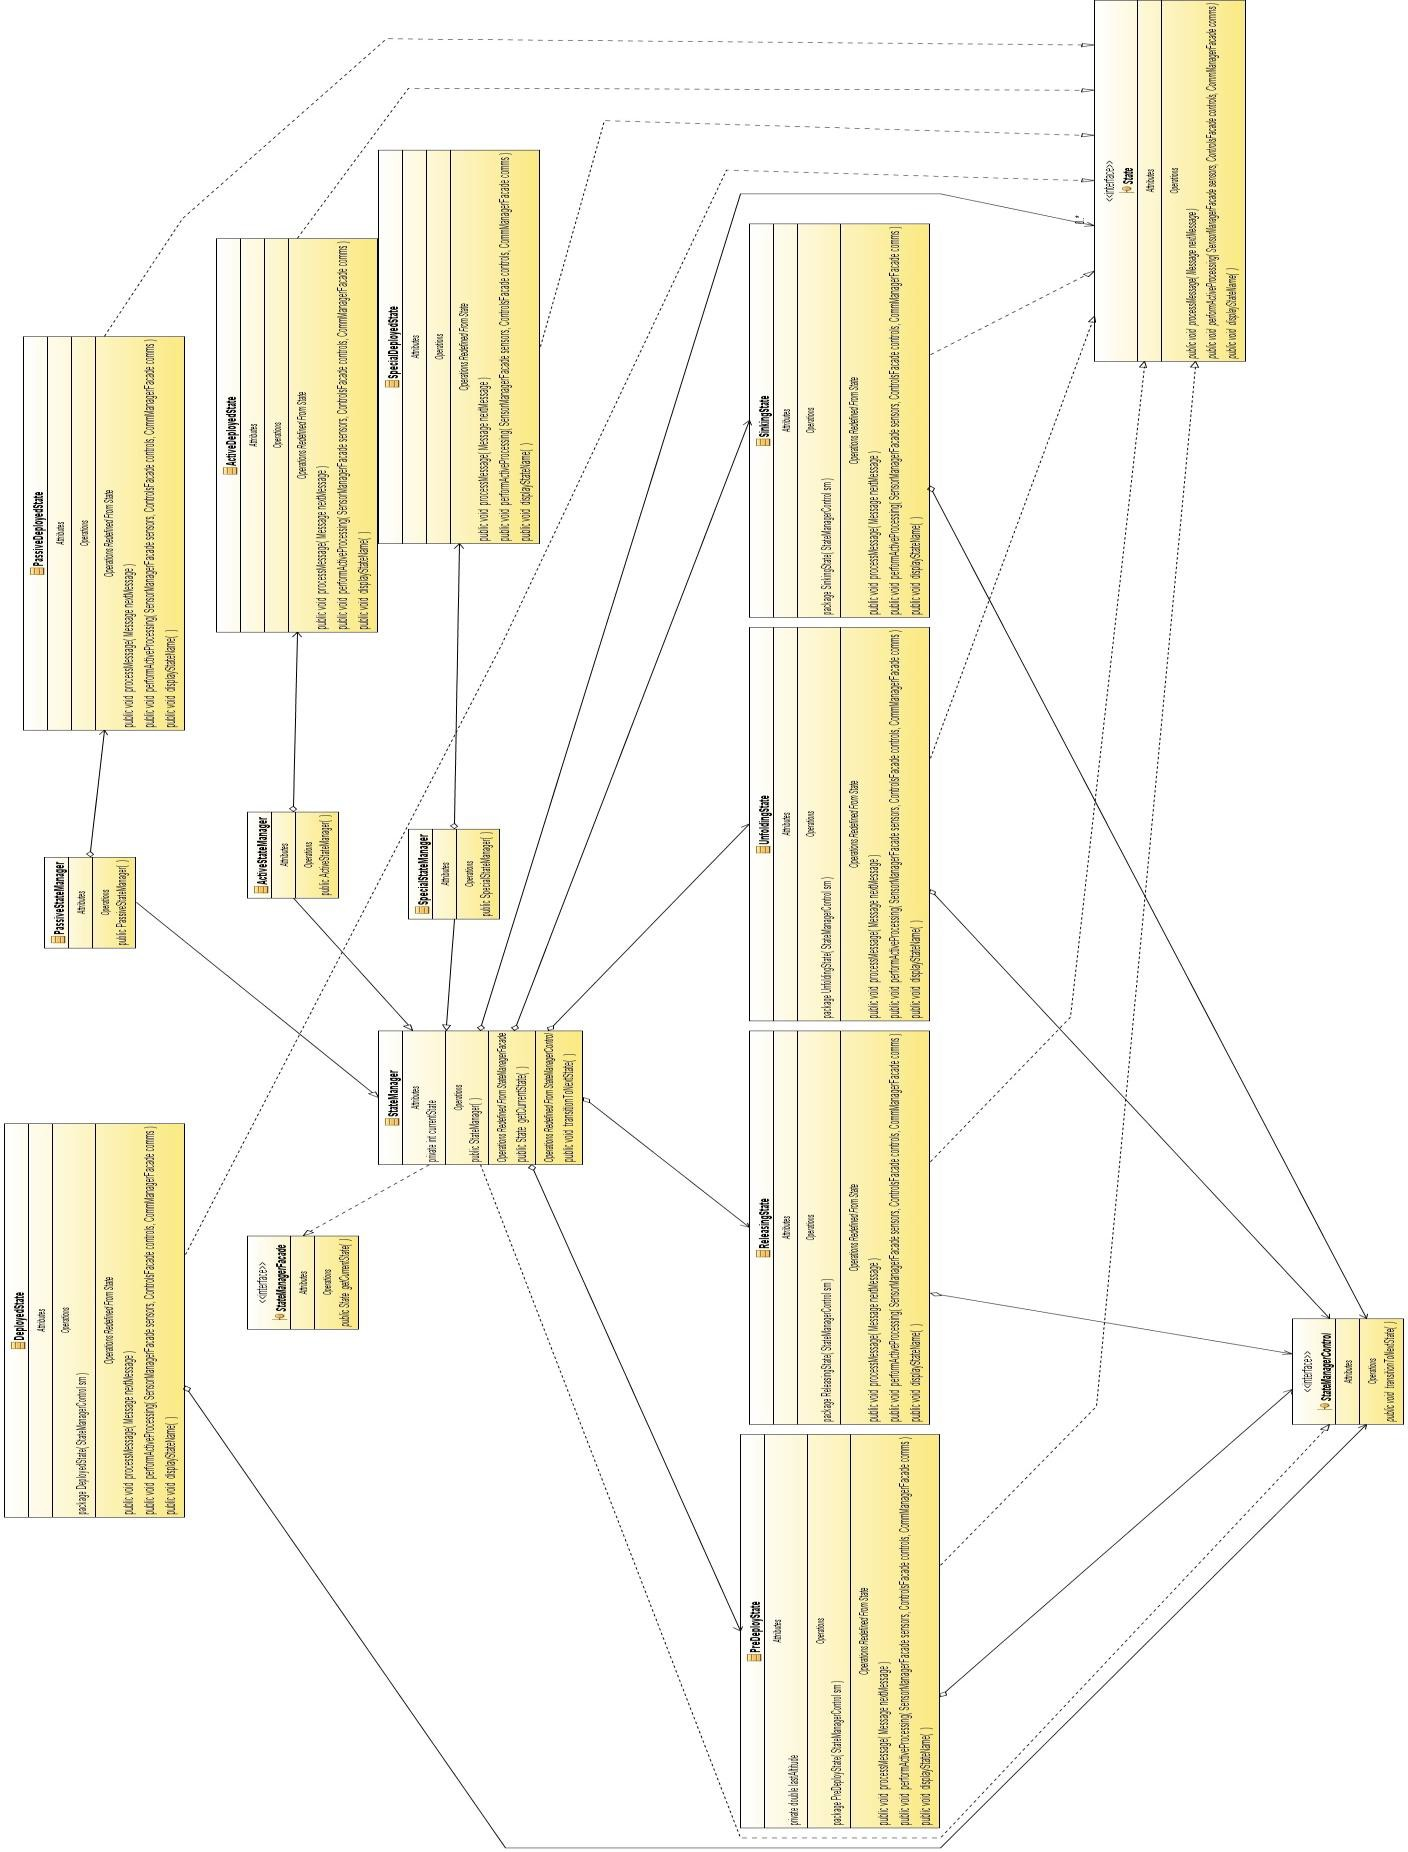 DeployedState
Attributes
Operations
package DeployedState( StateManagerControl sm )
Operations Redefined From State
public void processMessage( Message nextMessage )
public void performActiveProcessing( SensorManagerFacade sensors, ControlsFacade controls, CommManagerFacade comms )
public void displayStateName( )
PassiveStateManager
Attributes
Operations
public PassiveStateManager( )
PassiveDeployedState
Attributes
Operations
Operations Redefined From State
public void processMessage( Message nextMessage )
public void performActiveProcessing( SensorManagerFacade sensors, ControlsFacade controls, CommManagerFacade comms )
public void displayStateName( )
<<interface>>
StateManagerFacade
Attributes
Operations
public State getCurrentState( )
ActiveStateManager
Attributes
Operations
public ActiveStateManager( )
ActiveDeployedState
Attributes
Operations
Operations Redefined From State
public void processMessage( Message nextMessage )
public void performActiveProcessing( SensorManagerFacade sensors, ControlsFacade controls, CommManagerFacade comms )
public void displayStateName( )
StateManager
Attributes
private int currentState
Operations
public StateManager( )
Operations Redefined From StateManagerFacade
public State getCurrentState( )
Operations Redefined From StateManagerControl
public void transitionToNextState( )
SpecialStateManager
Attributes
Operations
public SpecialStateManager( )
SpecialDeployedState
Attributes
Operations
Operations Redefined From State
public void processMessage( Message nextMessage )
public void performActiveProcessing( SensorManagerFacade sensors, ControlsFacade controls, CommManagerFacade comms )
public void displayStateName( )
PreDeployState
Attributes
private double lastAltitude
Operations
package PreDeployState( StateManagerControl sm )
Operations Redefined From State
public void processMessage( Message nextMessage )
public void performActiveProcessing( SensorManagerFacade sensors, ControlsFacade controls, CommManagerFacade comms )
public void displayStateName( )
ReleasingState
Attributes
Operations
package ReleasingState( StateManagerControl sm )
Operations Redefined From State
public void processMessage( Message nextMessage )
public void performActiveProcessing( SensorManagerFacade sensors, ControlsFacade controls, CommManagerFacade comms )
public void displayStateName( )
UnfoldingState
Attributes
Operations
package UnfoldingState( StateManagerControl sm )
Operations Redefined From State
public void processMessage( Message nextMessage )
public void performActiveProcessing( SensorManagerFacade sensors, ControlsFacade controls, CommManagerFacade comms )
public void displayStateName( )
SinkingState
Attributes
Operations
package SinkingState( StateManagerControl sm )
Operations Redefined From State
public void processMessage( Message nextMessage )
public void performActiveProcessing( SensorManagerFacade sensors, ControlsFacade controls, CommManagerFacade comms )
public void displayStateName( )
<<interface>>
State
Attributes
Operations
public void processMessage( Message nextMessage )
public void performActiveProcessing( SensorManagerFacade sensors, ControlsFacade controls, CommManagerFacade comms )
public void displayStateName( )
<<interface>>
StateManagerControl
Attributes
Operations
public void transitionToNextState( )